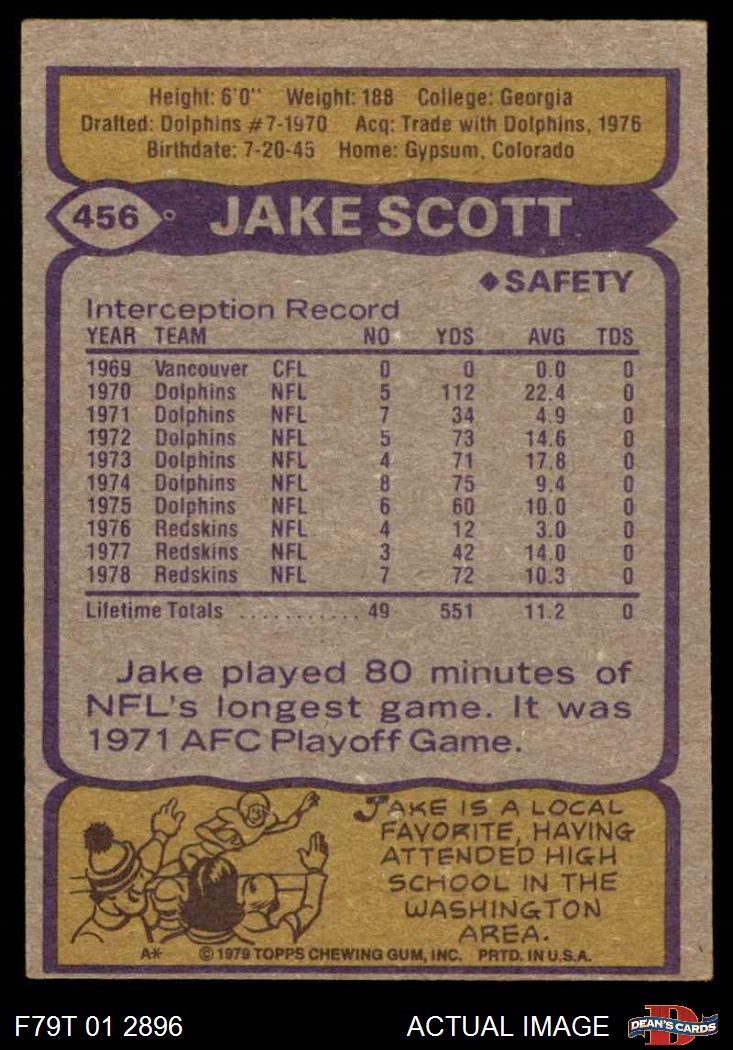 Height: 6'0" Weight: 188 College: Georgia
Drafted: Dolphins #7-1970 Acq: Trade with Dolphins, 1976
Birthdate: 7-20-45 Home: Gypsum, Colorado
456 JAKE SCOTT
◆SAFETY
Interception Record
YEAR TEAM NO YDS AVG TDS
1969 Vancouver CFL 0 0 0.0 0
1970 Dolphins NFL 5 112 22.4 0
1971 Dolphins NFL 7 34 4.9 0
1972 Dolphins NFL 5 73 14.6 0
1973 Dolphins NFL 4 71 17.8 0
1974 Dolphins NFL 8 75 9.4 0
1975 Dolphins NFL 6 60 10.0 0
1976 Redskins NFL 4 12 3.0 0
1977 Redskins NFL 3 42 14.0 0
1978 Redskins NFL 7 72 10.3 0
Lifetime Totals ........... 49 551 11.2 0
Jake played 80 minutes of
NFL's longest game. It was
1971 AFC Playoff Game.
JAKE IS A LOCAL
FAVORITE, HAVING
ATTENDED HIGH
SCHOOL IN THE
WASHINGTON
AREA.
A* © 1979 TOPPS CHEWING GUM, INC. PRTD. IN U.S.A.
F79T 01 2896 ACTUAL IMAGE D DEAN'S CARDS